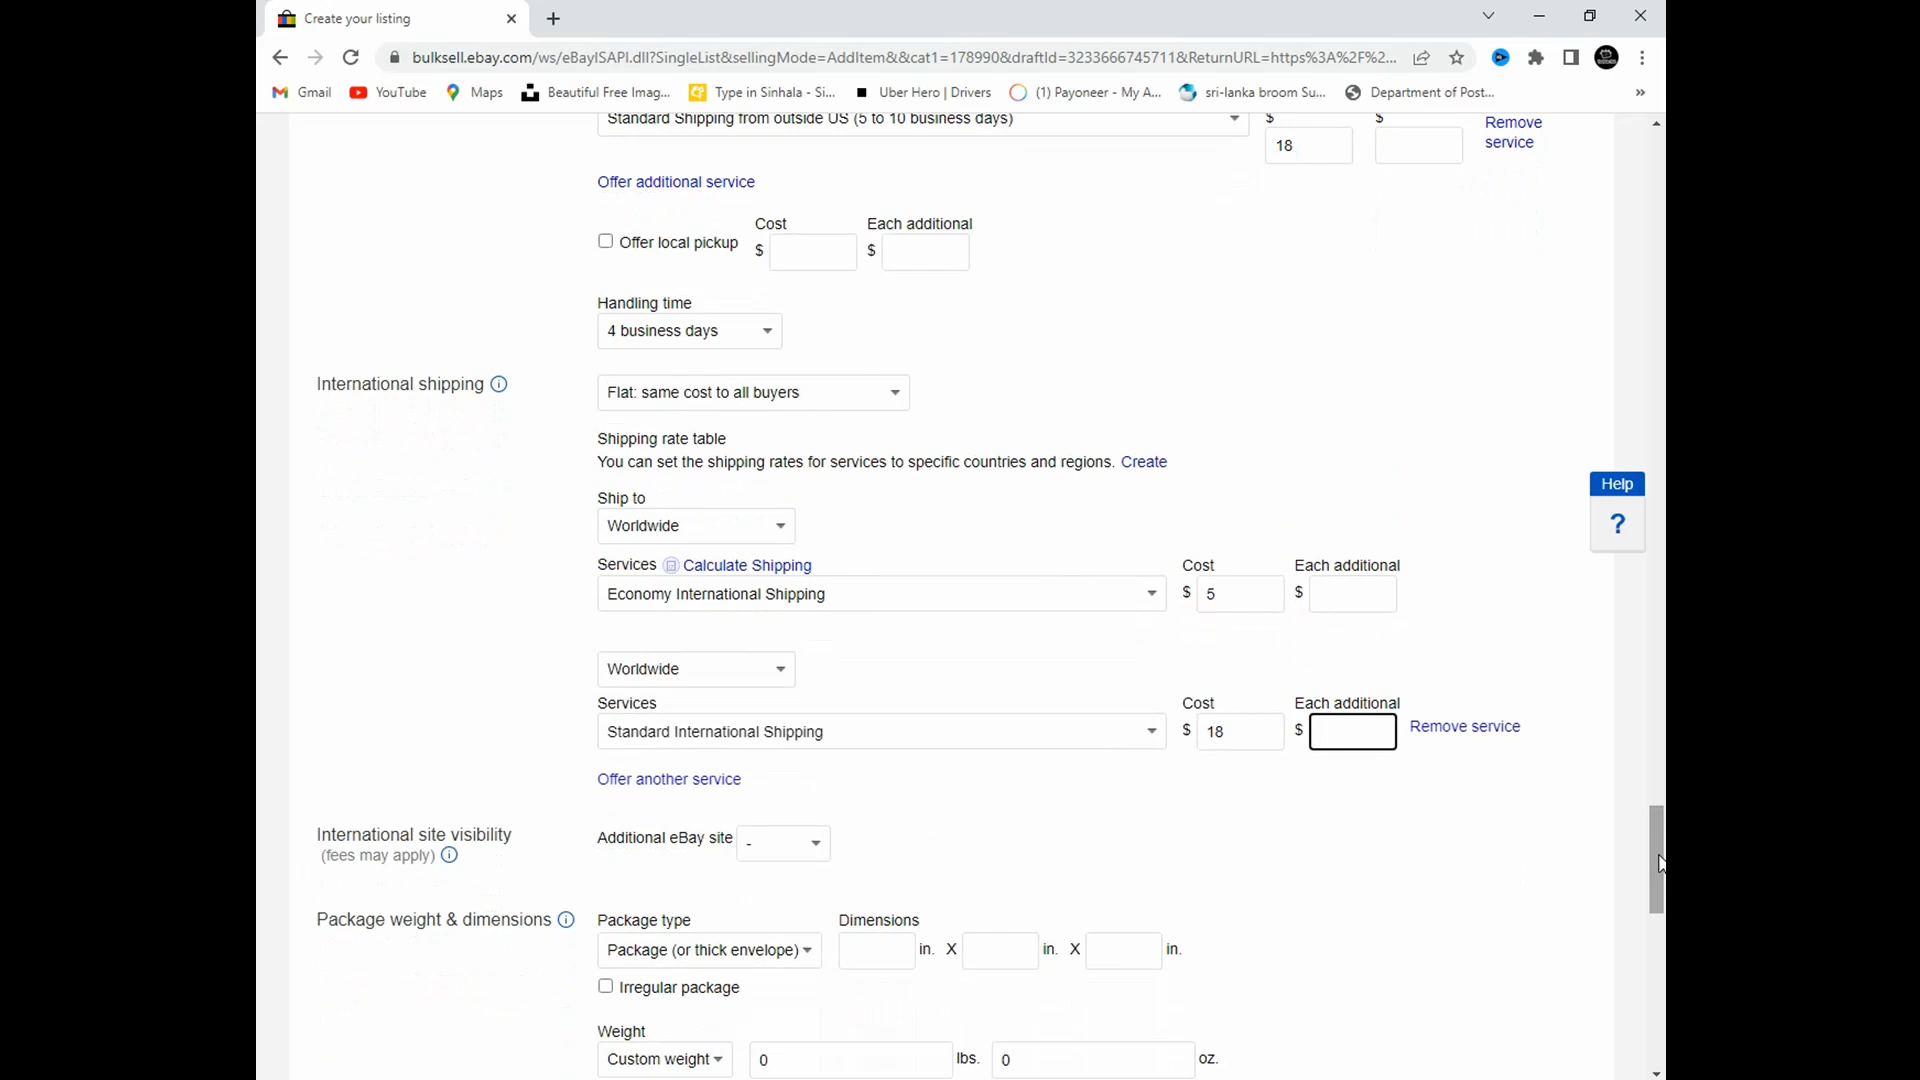 Create your listing
bulksell.ebay.com/ws/eBayISAPI.dll?SingleList&sellingMode=AddItem&&cat1=178990&draftId=3233666745711&ReturnURL=https%3A%2F%2...
Gmail YouTube Maps Beautiful Free Imag... Type in Sinhala - Si... Uber Hero | Drivers (1) Payoneer - My A... sri-lanka broom Su... Department of Post... »
Standard Shipping from outside US (5 to 10 business days) $ $ Remove
18 service
Offer additional service
Cost Each additional
Offer local pickup $ $
Handling time
4 business days
International shipping Flat: same cost to all buyers
Shipping rate table
You can set the shipping rates for services to specific countries and regions. Create
Help
?
Ship to
Worldwide
Services Calculate Shipping Cost Each additional
Economy International Shipping $ 5 $
Worldwide
Services Cost Each additional
Standard International Shipping $ 18 $ Remove service
Offer another service
International site visibility Additional eBay site -
(fees may apply)
Package weight & dimensions Package type Dimensions
Package (or thick envelope) in. X in. X in.
Irregular package
Weight
Custom weight 0 lbs. 0 oz.